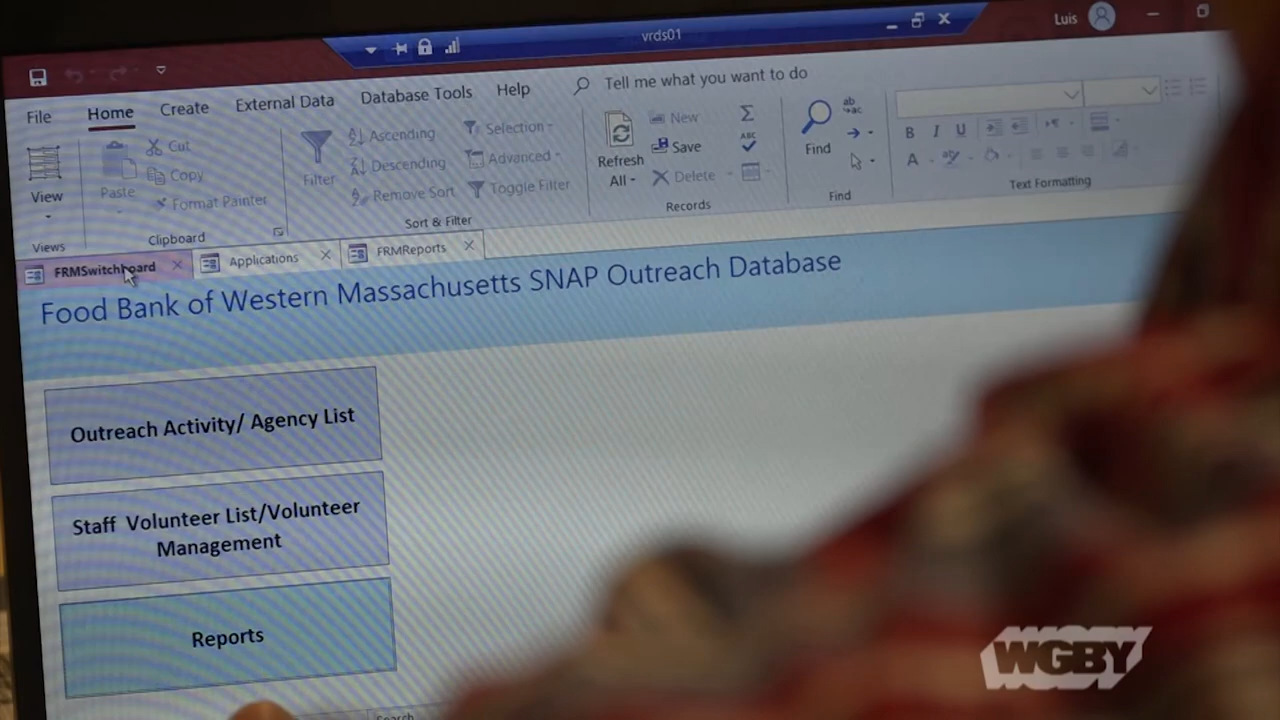 vrds01
Luis
File Home Create External Data Database Tools Help Tell me what you want to do
View
Views
Paste
Cut
Copy
Format Painter
Clipboard
Filter
Ascending
Descending
Remove Sort
Selection
Advanced
Toggle Filter
Sort & Filter
Refresh
All
New
Save
Delete
Records
Find
Find
B I U
A
Text Formatting
FRMSwitchboard Applications FRMReports
Food Bank of Western Massachusetts SNAP Outreach Database
Outreach Activity/ Agency List
Staff Volunteer List/Volunteer
Management
Reports
Search
WGBY